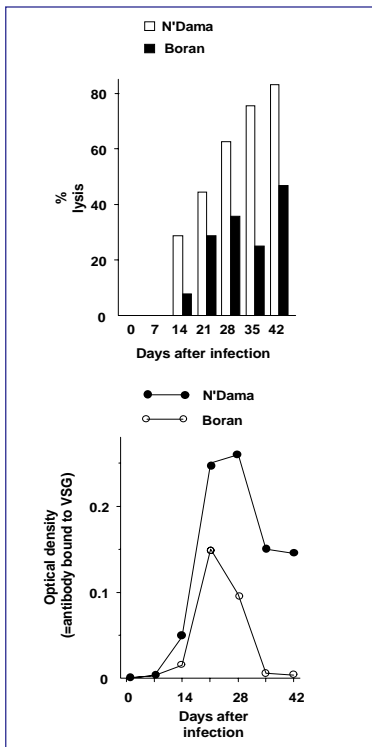 N'Dama
Boran
80
60
40
20
0
%
lysis
0 7 14 21 28 35 42
Days after infection
N'Dama
Boran
0.2
0.1
0
Optical density
(=antibody bound to VSG)
0 14 28 42
Days after
infection